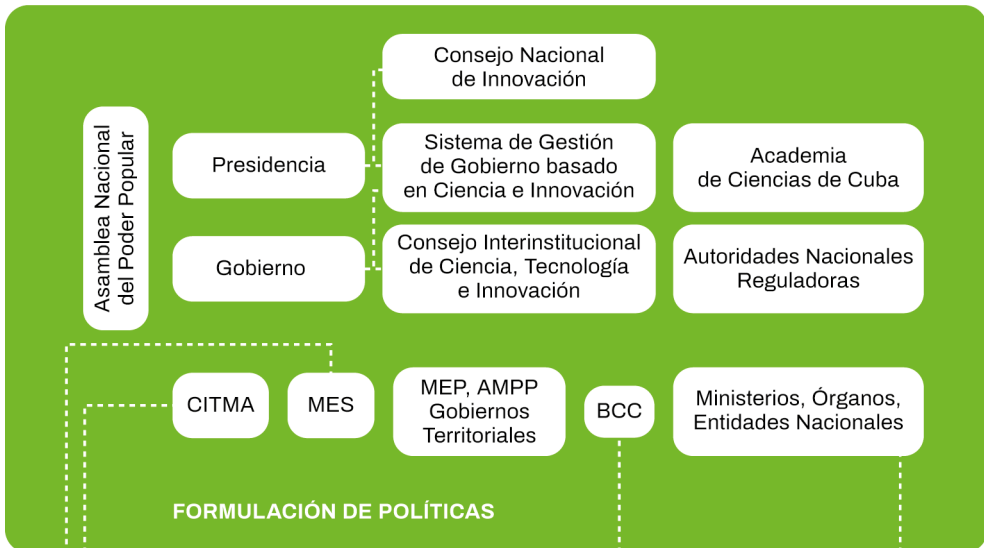 Consejo Nacional
de Innovación
Asamblea Nacional
del Poder Popular
Presidencia
Sistema de Gestión
de Gobierno basado
en Ciencia e Innovación
Academia
de Ciencias de Cuba
Gobierno
Consejo Interinstitucional
de Ciencia, Tecnología
e Innovación
Autoridades Nacionales
Reguladoras
CITMA
MES
MEP, AMPP
Gobiernos
Territoriales
BCC
Ministerios, Órganos,
Entidades Nacionales
FORMULACIÓN DE POLÍTICAS